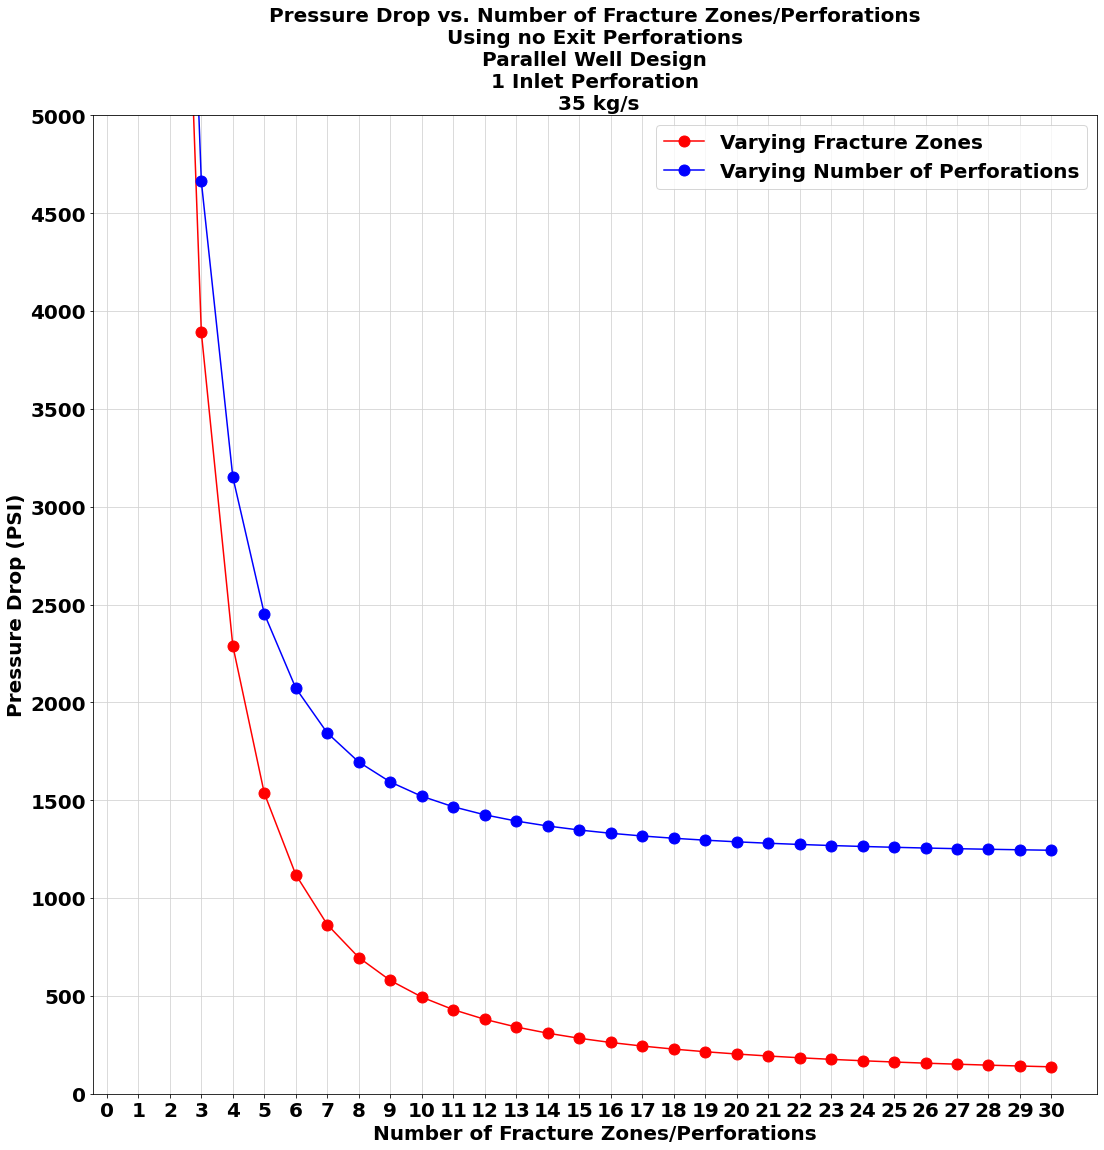 Pressure Drop vs. Number of Fracture Zones/Perforations
Using no Exit Perforations
Parallel Well Design
1 Inlet Perforation
35 kg/s
Varying Fracture Zones
Varying Number of Perforations
Pressure Drop (PSI)
5000
4500
4000
3500
3000
2500
2000
1500
1000
500
0
0 1 2 3 4 5 6 7 8 9 10 11 12 13 14 15 16 17 18 19 20 21 22 23 24 25 26 27 28 29 30
Number of Fracture Zones/Perforations